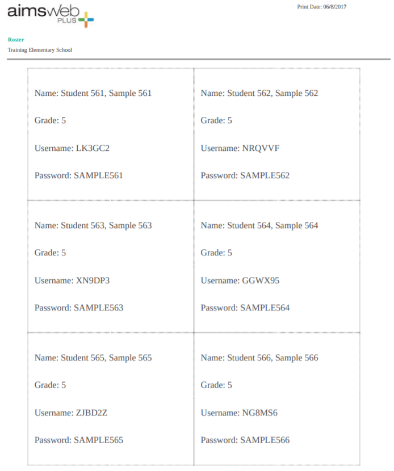 aimsweb
PLUS
Print Date: 06/8/2017
Roster
Training Elementary School
Name: Student 561, Sample 561
Grade: 5
Username: LK3GC2
Password: SAMPLE561
Name: Student 562, Sample 562
Grade: 5
Username: NRQVVF
Password: SAMPLE562
Name: Student 563, Sample 563
Grade: 5
Username: XN9DP3
Password: SAMPLE563
Name: Student 564, Sample 564
Grade: 5
Username: GGWX95
Password: SAMPLE564
Name: Student 565, Sample 565
Grade: 5
Username: ZJBD2Z
Password: SAMPLE565
Name: Student 566, Sample 566
Grade: 5
Username: NG8MS6
Password: SAMPLE566